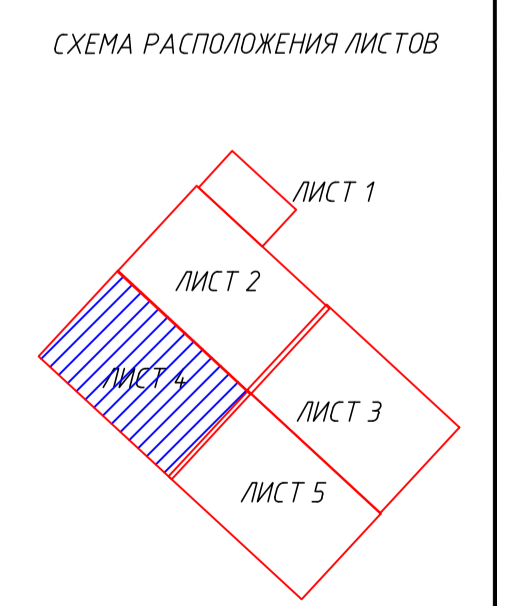 СХЕМА РАСПОЛОЖЕНИЯ ЛИСТОВ
ЛИСТ 1
ЛИСТ 2
ЛИСТ 4
ЛИСТ 3
ЛИСТ 5